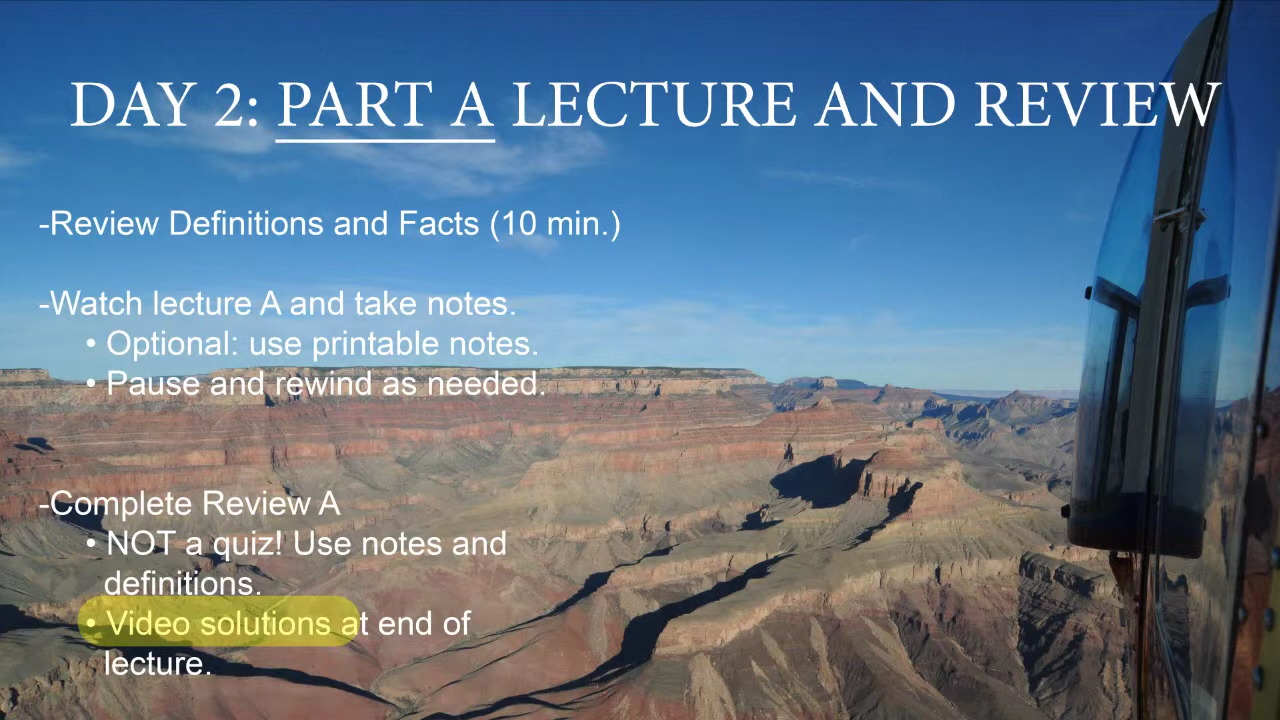 DAY 2: PART A LECTURE AND REVIEW
-Review Definitions and Facts (10 min.)
-Watch lecture A and take notes.
• Optional: use printable notes.
• Pause and rewind as needed.
-Complete Review A
• NOT a quiz! Use notes and
definitions.
• Video solutions at end of
lecture.